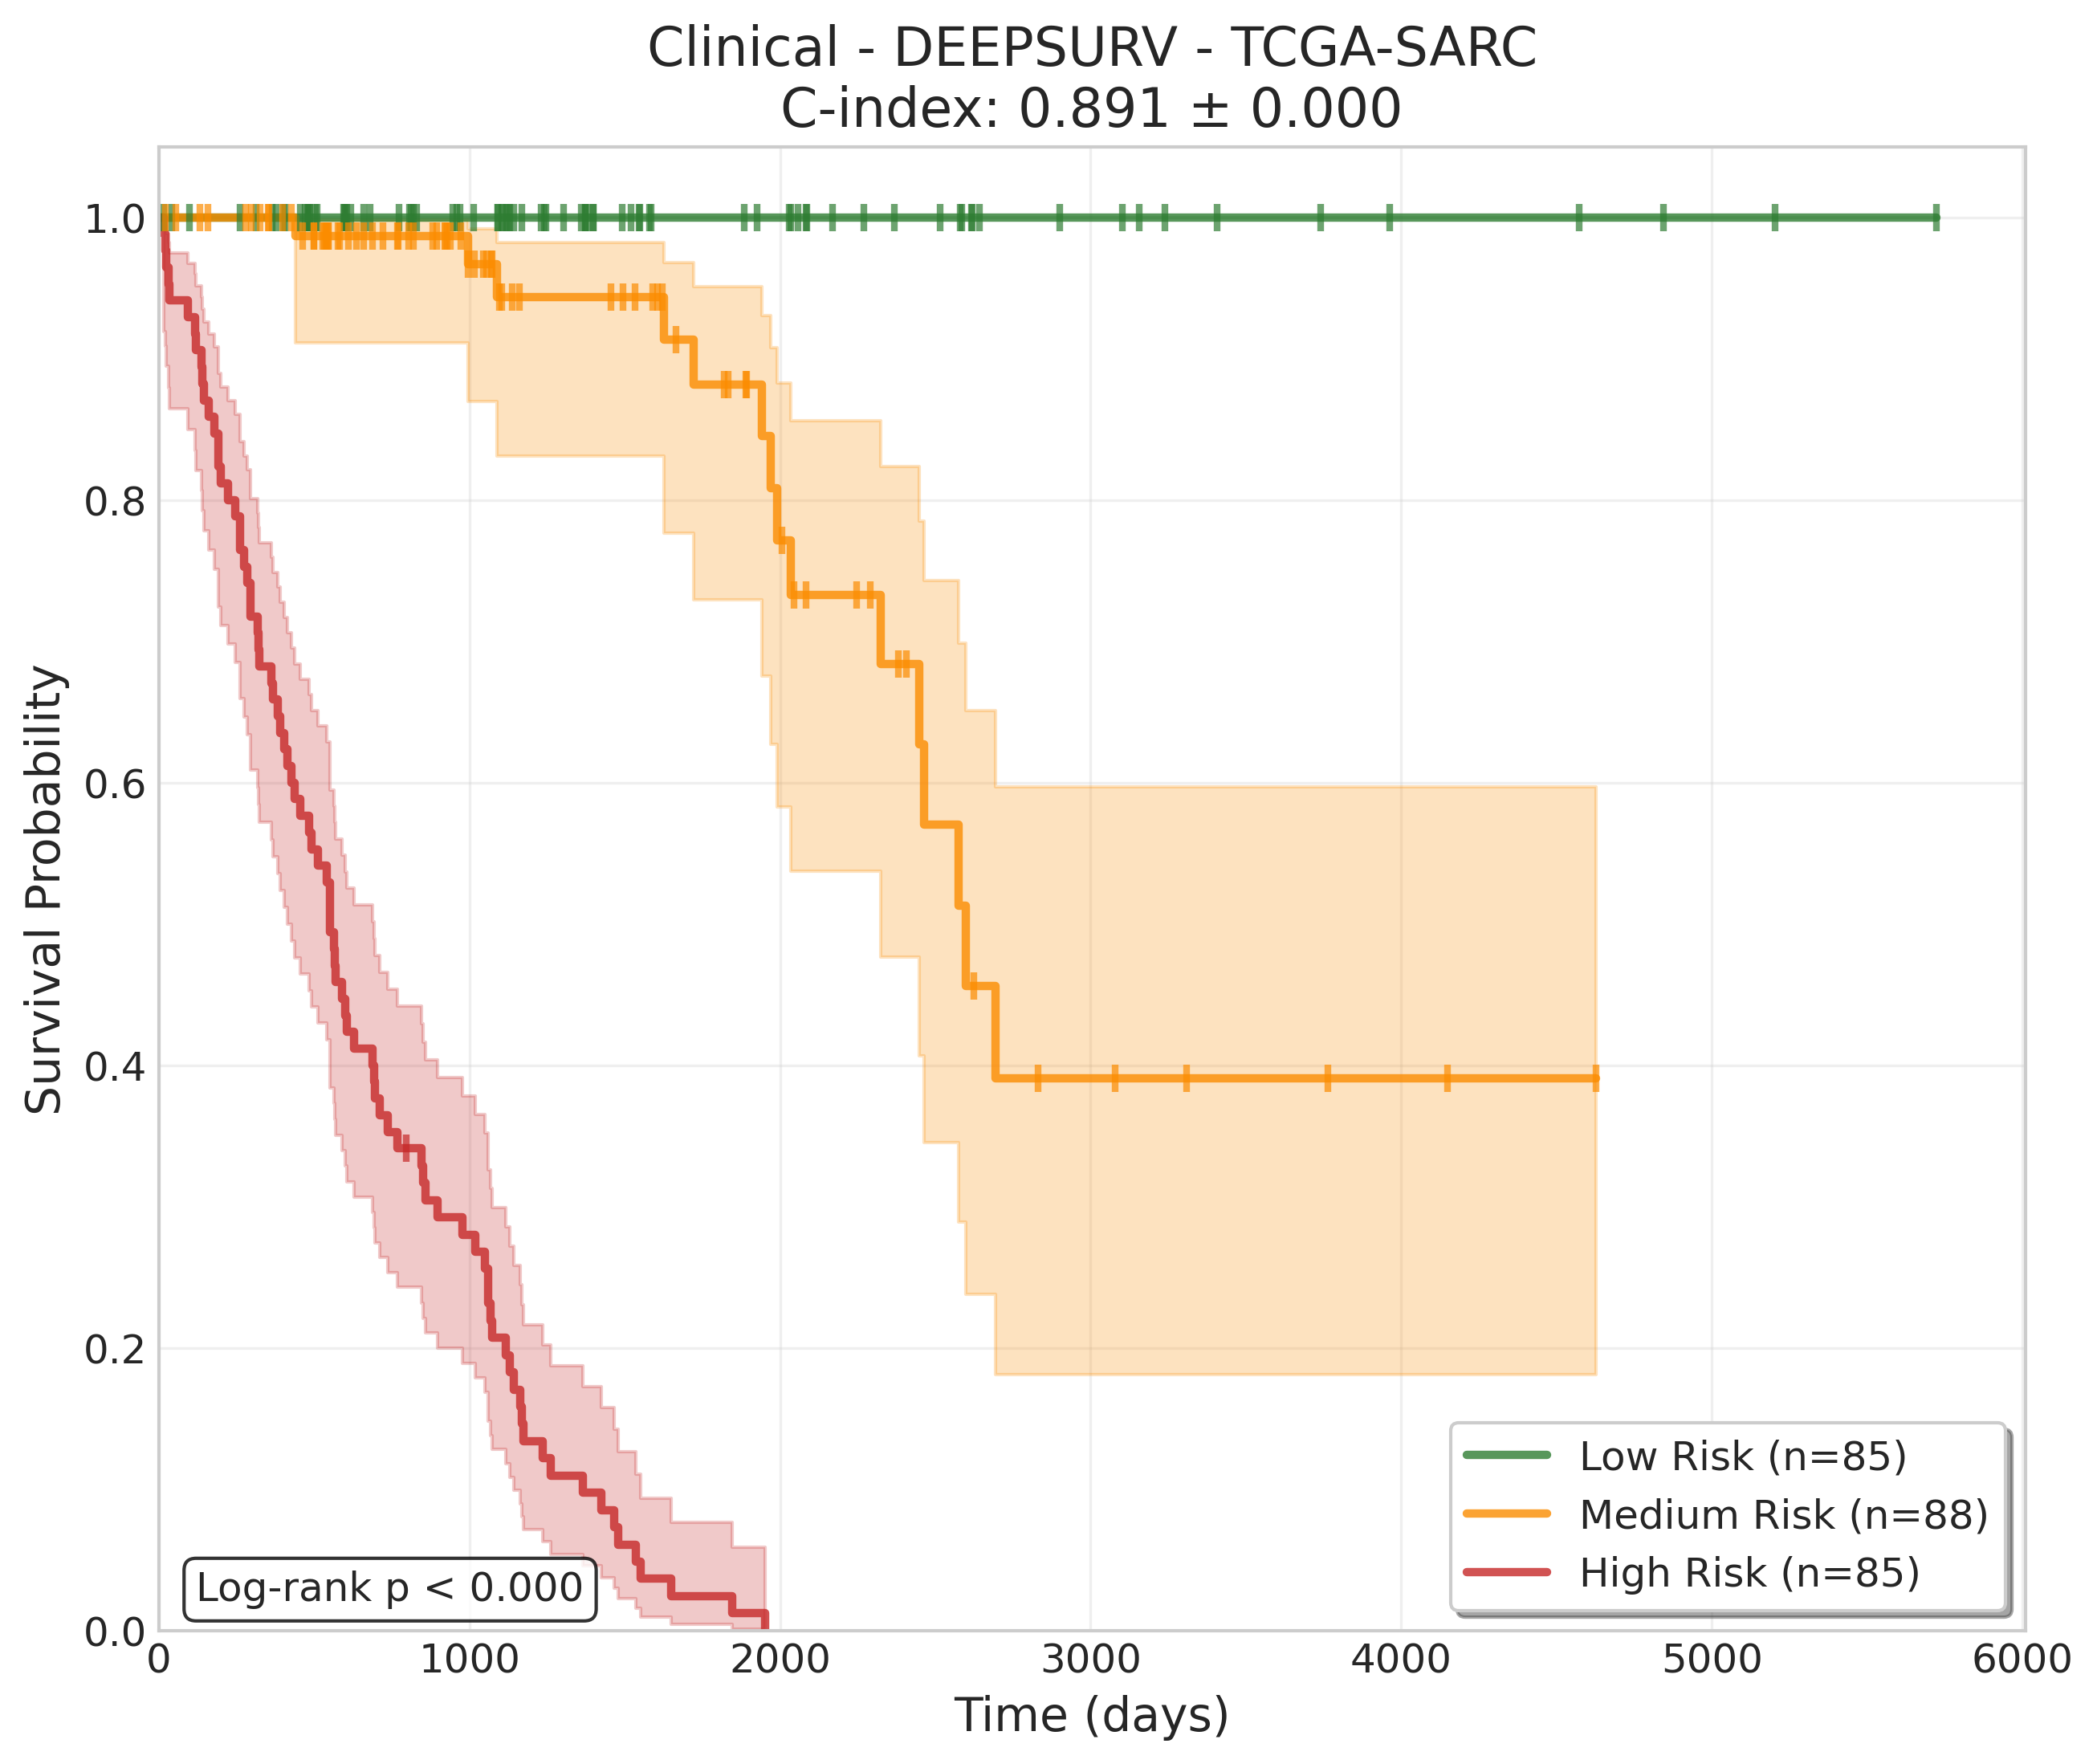 Clinical - DEEPSURV - TCGA-SARC
C-index: 0.891 ± 0.000
Survival Probability
1.0
0.8
0.6
0.4
0.2
0.0
Log-rank p < 0.000
Low Risk (n=85)
Medium Risk (n=88)
High Risk (n=85)
0 1000 2000 3000 4000 5000 6000
Time (days)